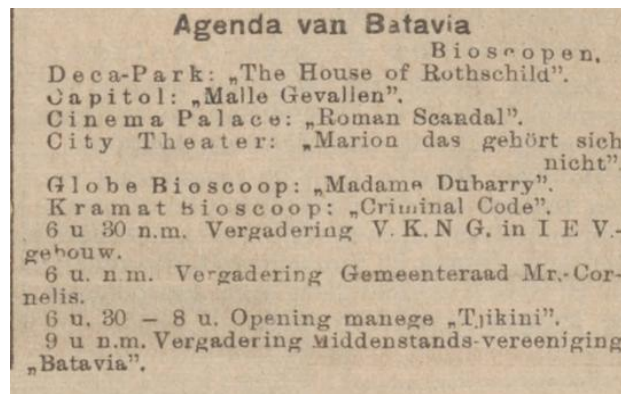 Agenda van Batavia
Bioscopen.
Deca-Park: „The House of Rothschild”.
Capitol: „Malle Gevallen”.
Cinema Palace: „Roman Scandal”.
City Theater: „Marion das gehört sich
nicht”.
Globe Bioscoop: „Madame Dubarry”.
Kramat Bioscoop: „Criminal Code”.
6 u 30 n.m. Vergadering V. K. N G. in I E V.-
gebouw.
6 u. n.m. Vergadering Gemeenteraad Mr.-Cor-
nelis.
6 u. 30 — 8 u. Opening manege „Tjikini”.
9 u n.m. Vergadering Middenstands-vereeniging
„Batavia”.